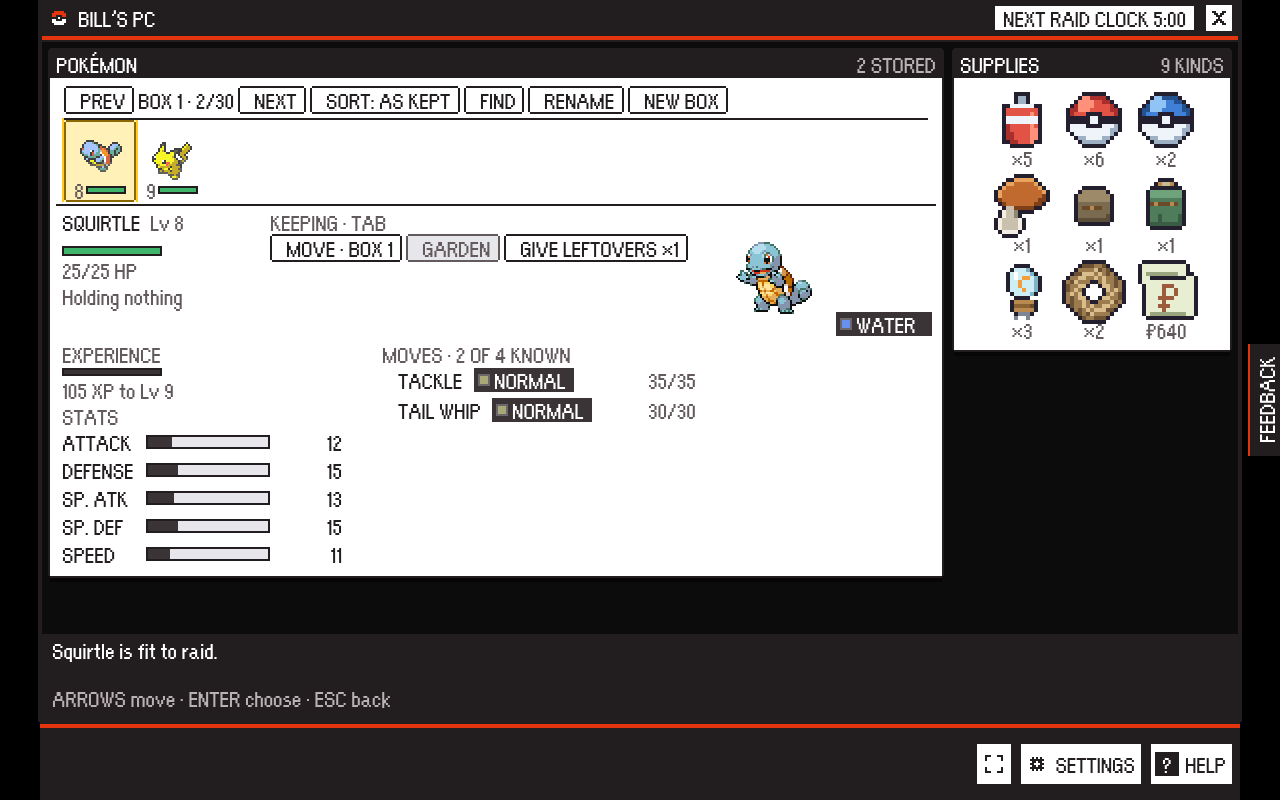 BILL'S PC
NEXT RAID CLOCK 5:00 X
POKÉMON 2 STORED
SUPPLIES 9 KINDS
PREV BOX 1 · 2/30 NEXT SORT: AS KEPT FIND RENAME NEW BOX
8 9
SQUIRTLE Lv 8
25/25 HP
Holding nothing
KEEPING · TAB
MOVE · BOX 1 GARDEN GIVE LEFTOVERS ×1
WATER
EXPERIENCE
105 XP to Lv 9
STATS
ATTACK 12
DEFENSE 15
SP. ATK 13
SP. DEF 15
SPEED 11
MOVES · 2 OF 4 KNOWN
TACKLE NORMAL 35/35
TAIL WHIP NORMAL 30/30
×5 ×6 ×2
×1 ×1 ×1
₽
×3 ×2 ₽640
FEEDBACK
Squirtle is fit to raid.
ARROWS move · ENTER choose · ESC back
SETTINGS ? HELP